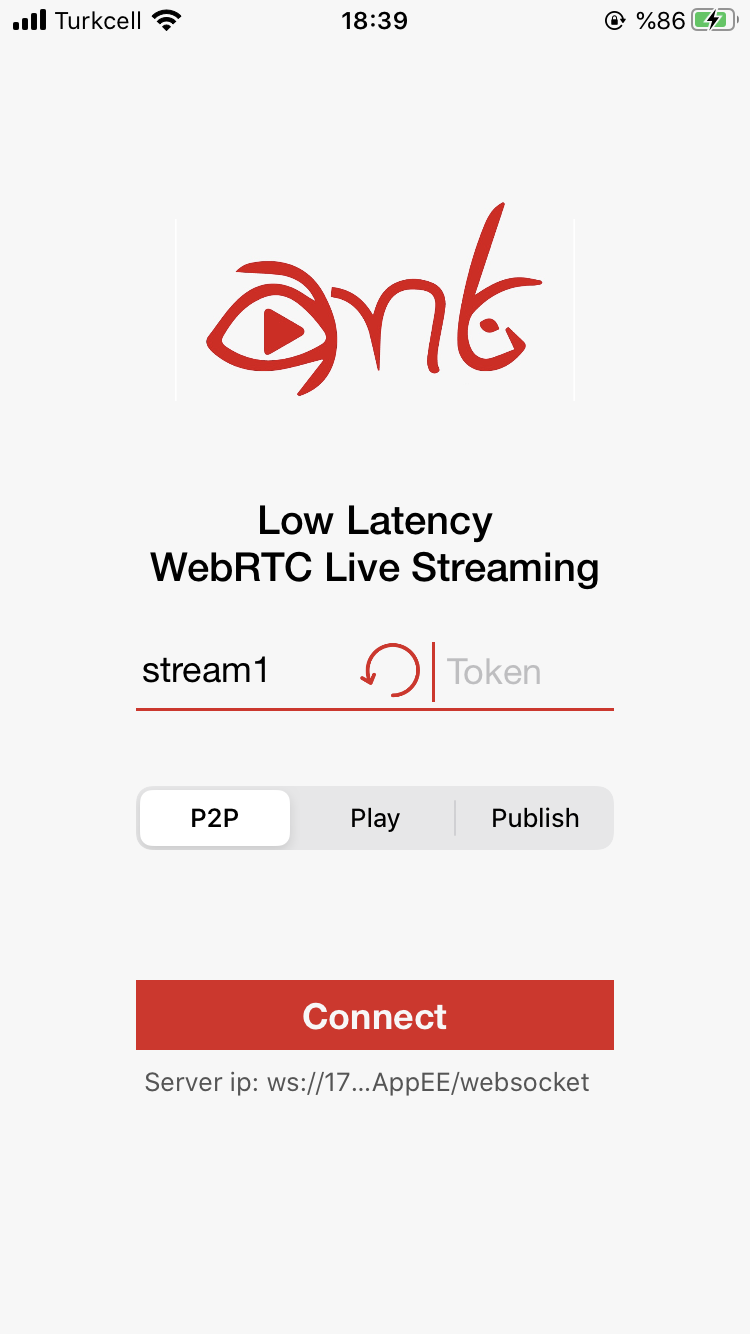 Turkcell 18:39 %86
ant
Low Latency
WebRTC Live Streaming
stream1 Token
P2P Play Publish
Connect
Server ip: ws://17...AppEE/websocket